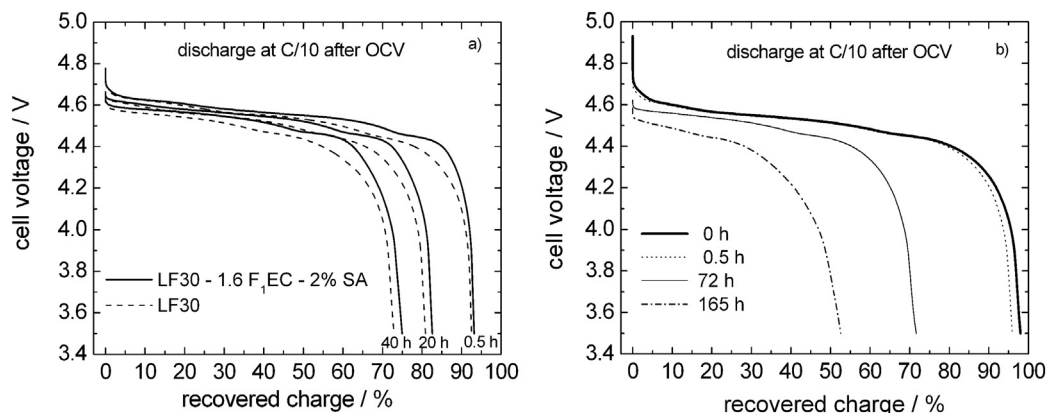 discharge at C/10 after OCV
a)
cell voltage / V
5.0
4.8
4.6
4.4
4.2
4.0
3.8
3.6
3.4
LF30 - 1.6 F₁EC - 2% SA
LF30
40 h
20 h
0.5 h
0 10 20 30 40 50 60 70 80 90 100
recovered charge / %
discharge at C/10 after OCV
b)
cell voltage / V
5.0
4.8
4.6
4.4
4.2
4.0
3.8
3.6
3.4
0 h
0.5 h
72 h
165 h
0 10 20 30 40 50 60 70 80 90 100
recovered charge / %